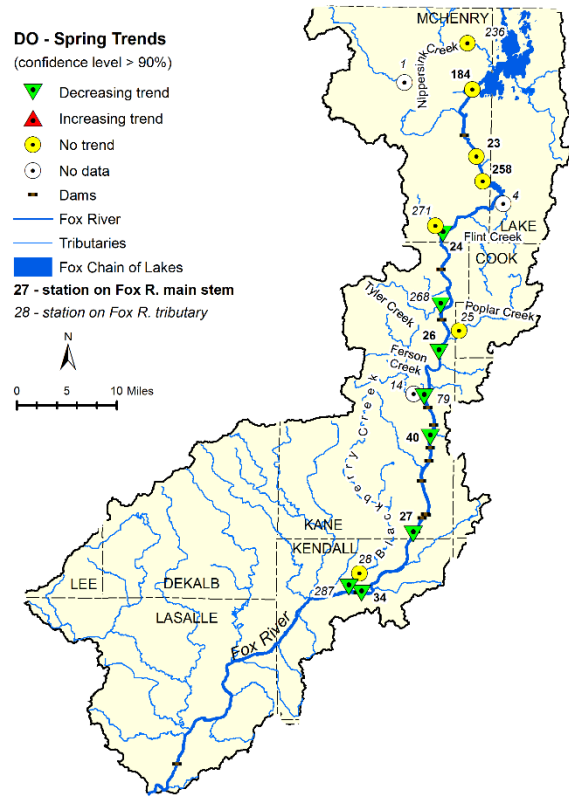 DO - Spring Trends
(confidence level > 90%)
Decreasing trend
Increasing trend
No trend
No data
Dams
Fox River
Tributaries
Fox Chain of Lakes
27 - station on Fox R. main stem
28 - station on Fox R. tributary
N
0 5 10 Miles
MCHENRY
236
Nippersink Creek
1
184
23
258
4
271
LAKE
24
Flint Creek
COOK
Tyler Creek
268
Poplar Creek
25
26
Ferson
Creek
14
79
Blackberry Creek
40
27
KANE
KENDALL
28
287
34
LEE
DEKALB
LASALLE
Fox River